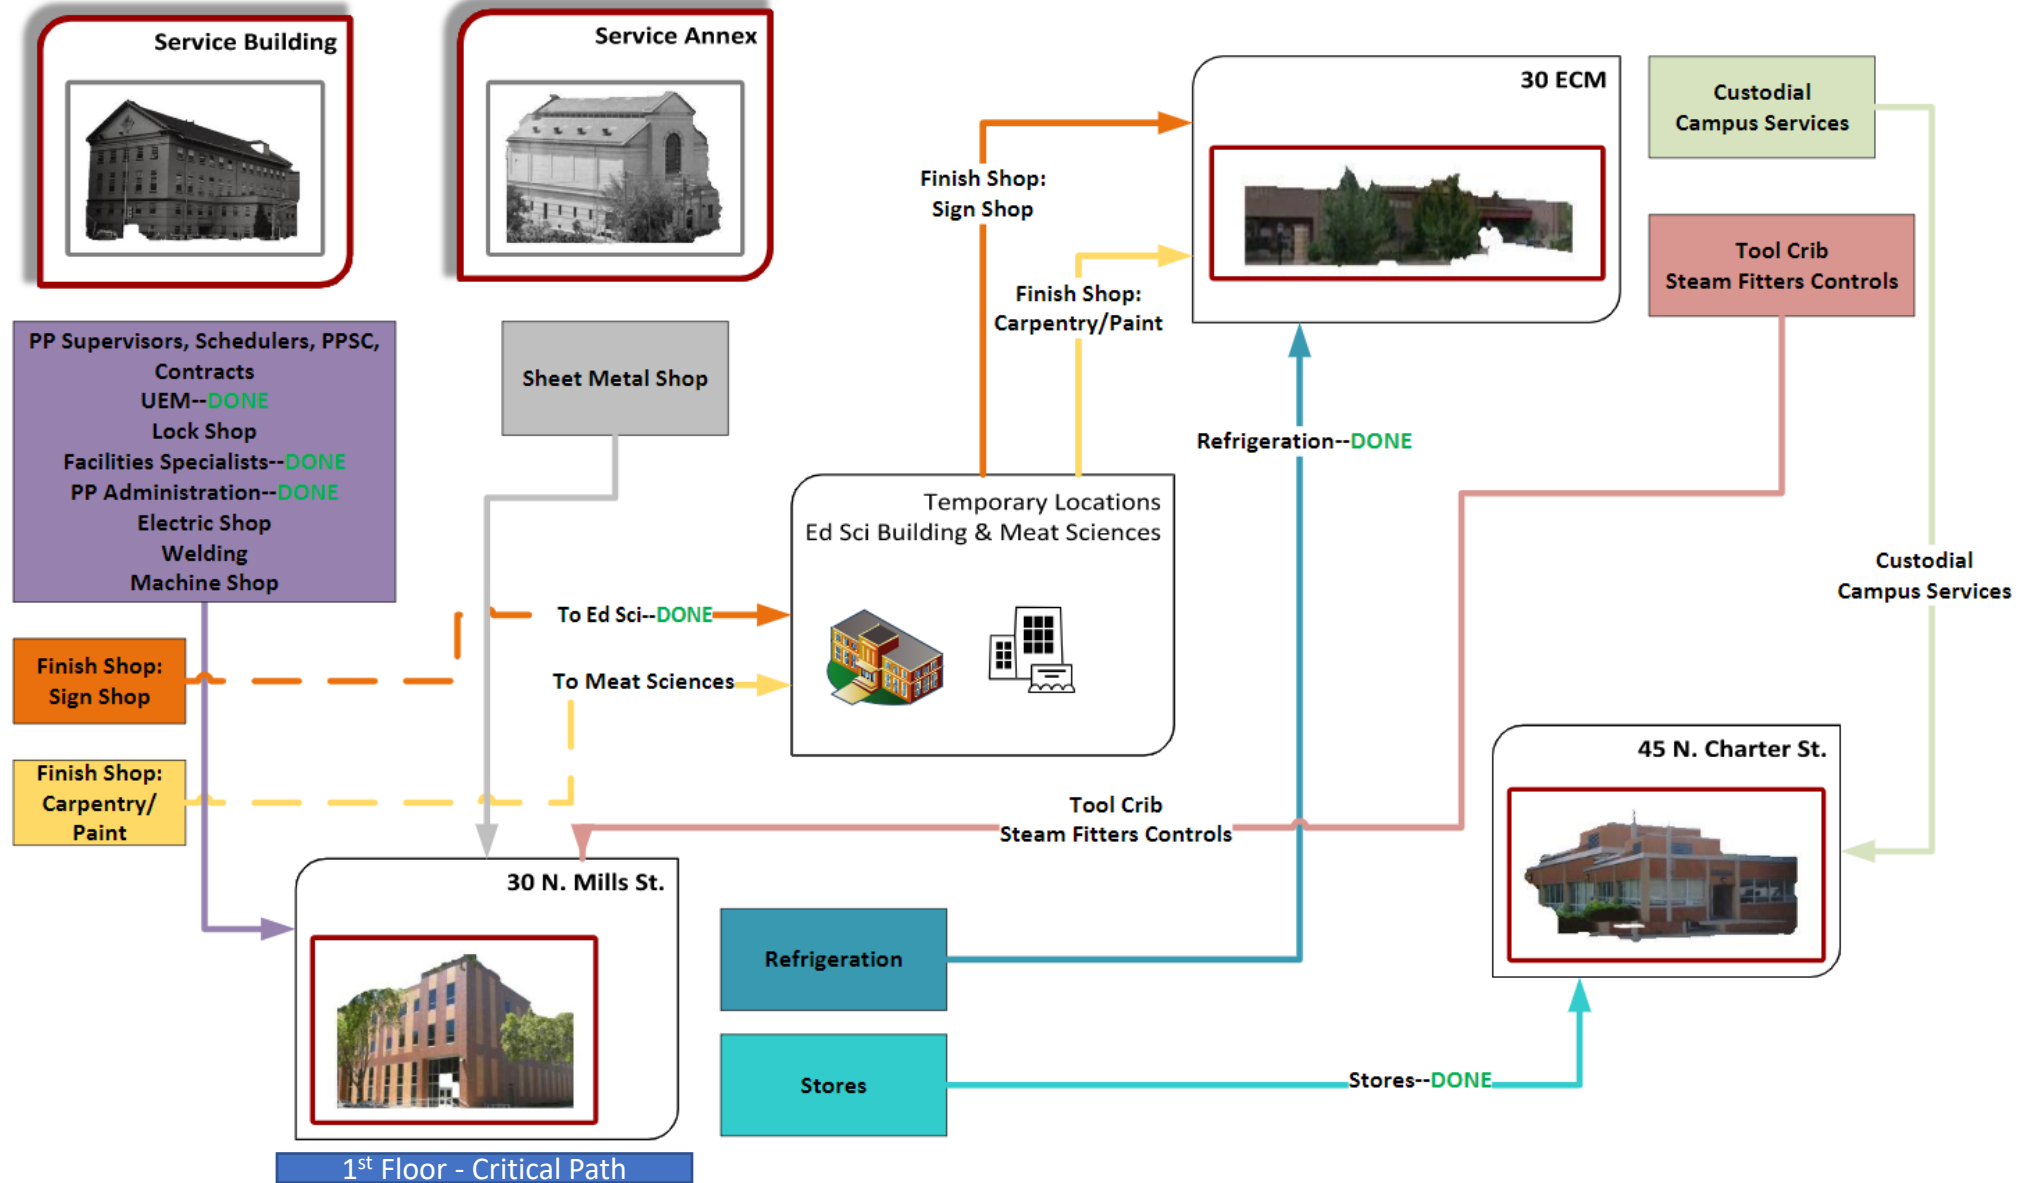 Service Building
Service Annex
30 ECM
Custodial
Campus Services
Finish Shop:
Sign Shop
Tool Crib
Steam Fitters Controls
Finish Shop:
Carpentry/Paint
PP Supervisors, Schedulers, PPSC,
Contracts
UEM--DONE
Lock Shop
Facilities Specialists--DONE
PP Administration--DONE
Electric Shop
Welding
Machine Shop
Sheet Metal Shop
Refrigeration--DONE
Temporary Locations
Ed Sci Building & Meat Sciences
Custodial
Campus Services
To Ed Sci--DONE
Finish Shop:
Sign Shop
To Meat Sciences
Finish Shop:
Carpentry/
Paint
45 N. Charter St.
Tool Crib
Steam Fitters Controls
30 N. Mills St.
Refrigeration
Stores
Stores--DONE
1st Floor - Critical Path